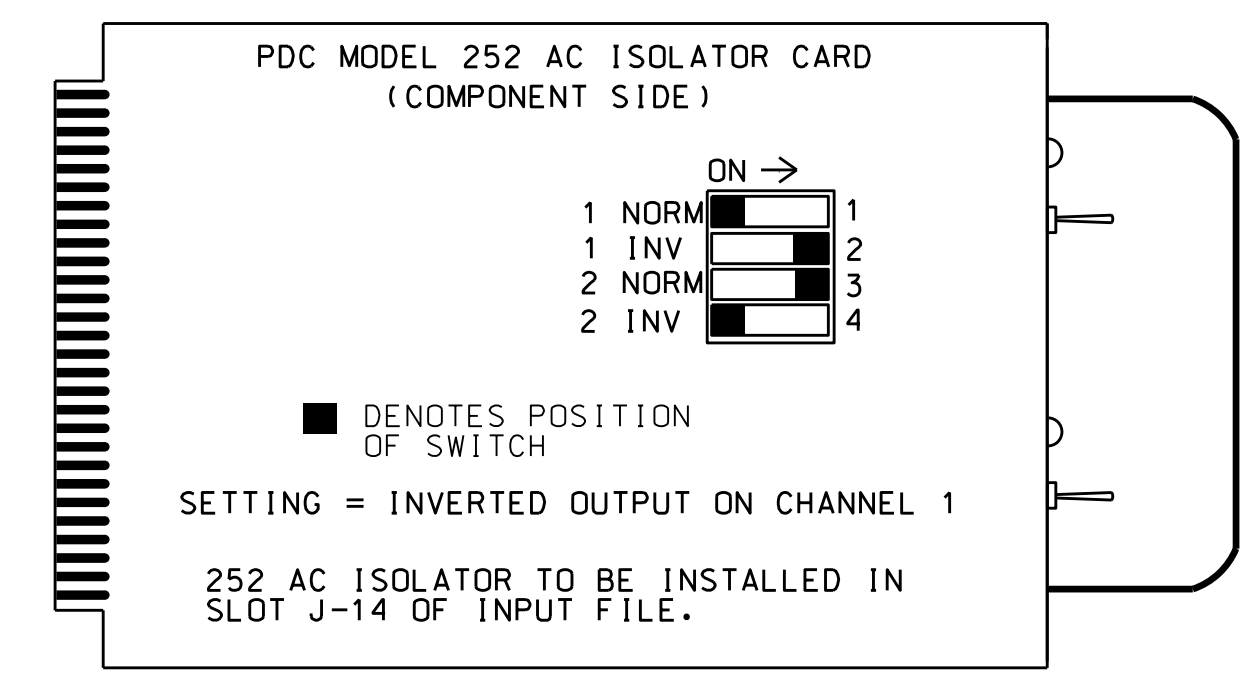 PDC MODEL 252 AC ISOLATOR CARD
(COMPONENT SIDE)
ON →
1 NORM 1
1 INV 2
2 NORM 3
2 INV 4
DENOTES POSITION
OF SWITCH
SETTING = INVERTED OUTPUT ON CHANNEL 1
252 AC ISOLATOR TO BE INSTALLED IN
SLOT J-14 OF INPUT FILE.